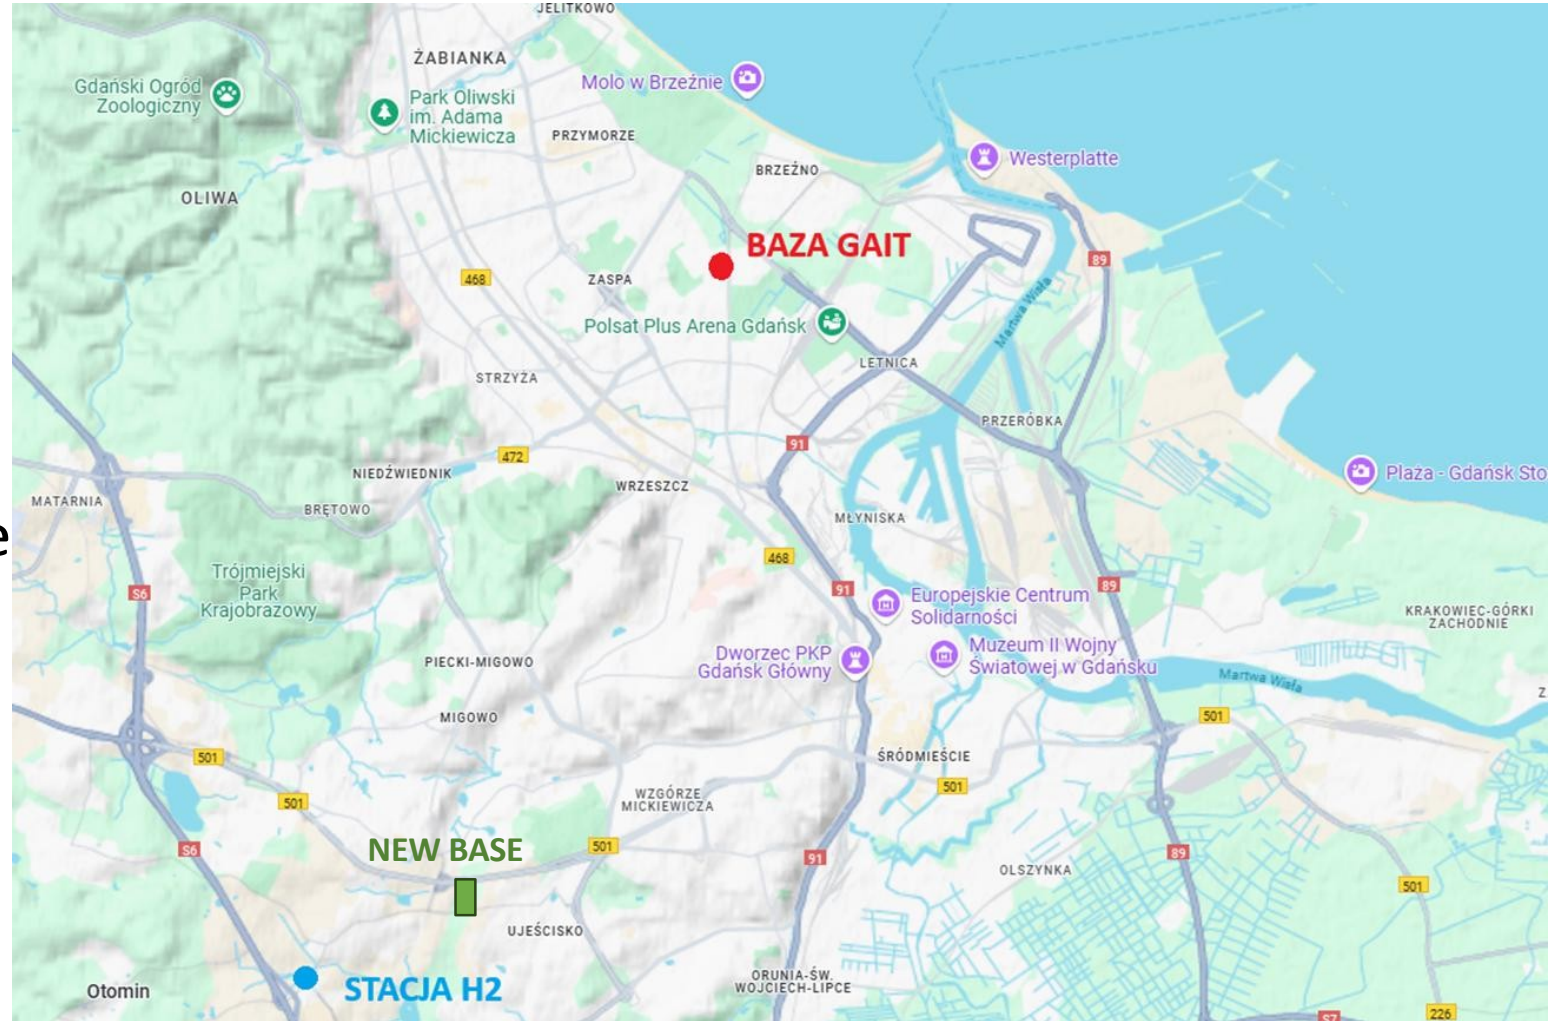 JELITKOWO
ŻABIANKA
Gdański Ogród
Zoologiczny
Park Oliwski
im. Adama
Mickiewicza
Molo w Brzeźnie
PRZYMORZE
BRZEŹNO
Westerplatte
OLIWA
BAZA GAIT
89
468
ZASPA
Martwa Wisła
Polsat Plus Arena Gdańsk
LETNICA
STRZYŻA
PRZERÓBKA
91
472
NIEDŹWIEDNIK
WRZESZCZ
Plaża - Gdańsk Sto
MATARNIA
BRĘTOWO
MŁYNISKA
e
468
Trójmiejski
Park
Krajobrazowy
S6
91
89
Europejskie Centrum
Solidarności
KRAKOWIEC-GÓRKI
ZACHODNIE
Dworzec PKP
Gdańsk Główny
Muzeum II Wojny
Światowej w Gdańsku
PIECKI-MIGOWO
Martwa Wisła
Z
MIGOWO
501
501
ŚRÓDMIEŚCIE
501
501
WZGÓRZE
MICKIEWICZA
S6
NEW BASE
501
91
89
OLSZYNKA
501
UJEŚCISKO
Otomin
STACJA H2
ORUNIA-ŚW.
WOJCIECH-LIPCE
S7
226